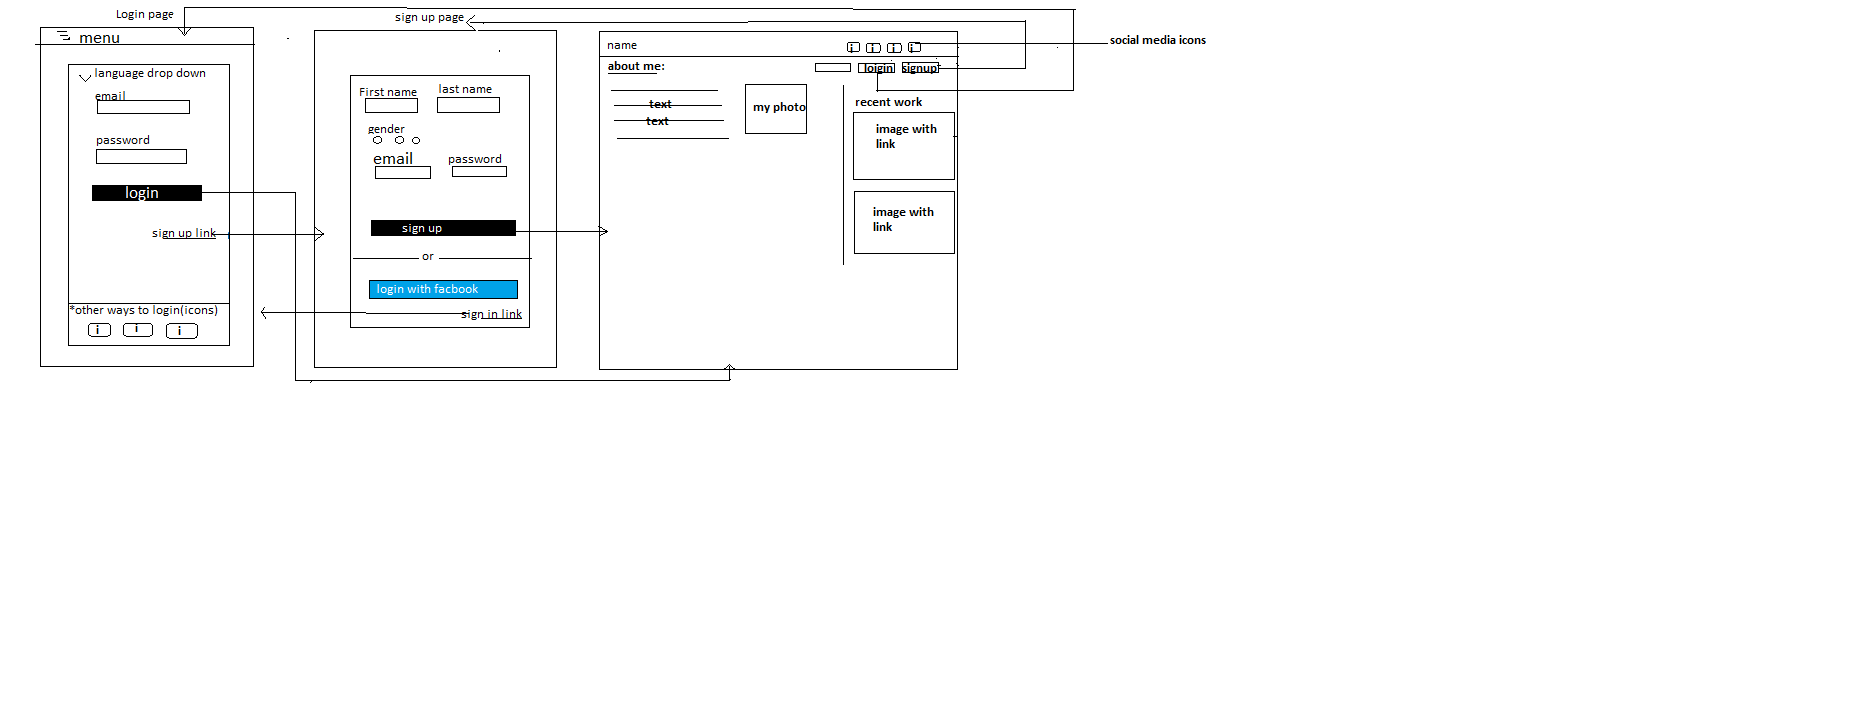 Login page
menu
language drop down
email
password
login
sign up link
*other ways to login(icons)
i i i
sign up page
First name last name
gender
email password
sign up
or
login with facbook
sign in link
name
i i i i
social media icons
about me:
loigin signup
text
text
my photo
recent work
image with
link
image with
link